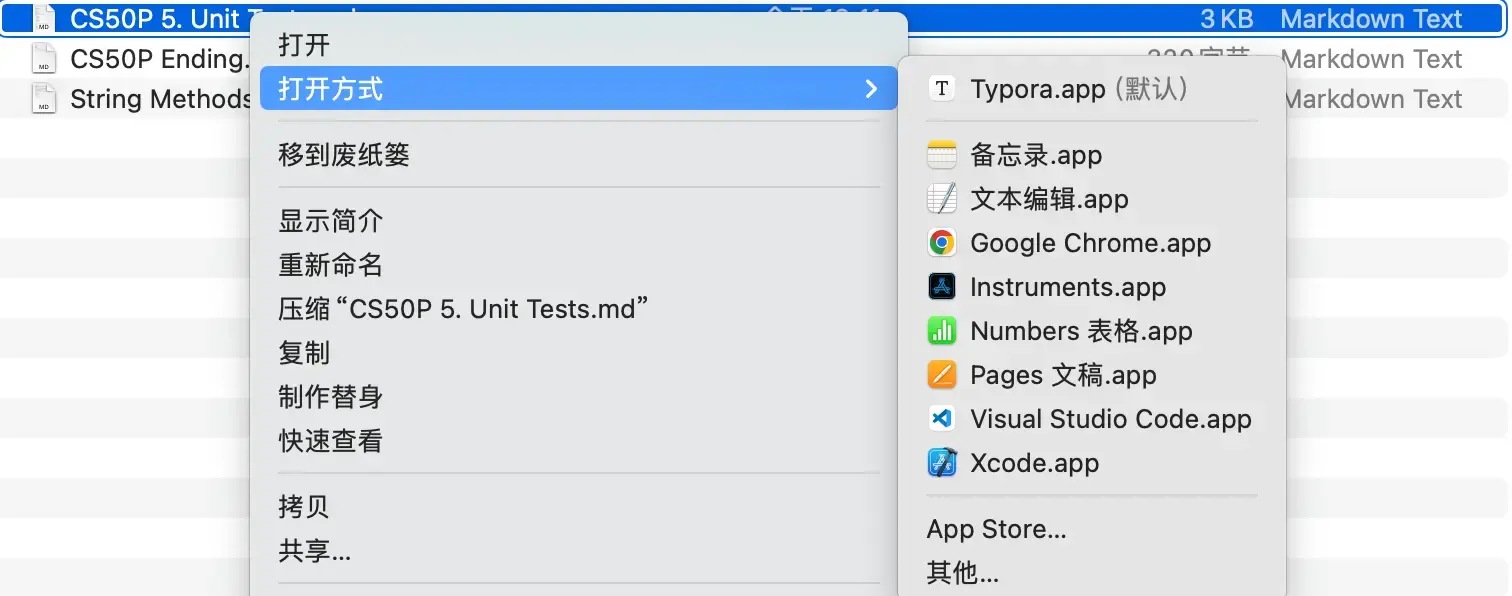 CS50P 5. Unit
3 KB
Markdown Text
CS50P Ending.
Markdown Text
String Methods
Markdown Text
打开
打开方式
移到废纸篓
显示简介
重新命名
压缩“CS50P 5. Unit Tests.md”
复制
制作替身
快速查看
拷贝
共享...
Typora.app (默认)
备忘录.app
文本编辑.app
Google Chrome.app
Instruments.app
Numbers 表格.app
Pages 文稿.app
Visual Studio Code.app
Xcode.app
App Store...
其他...